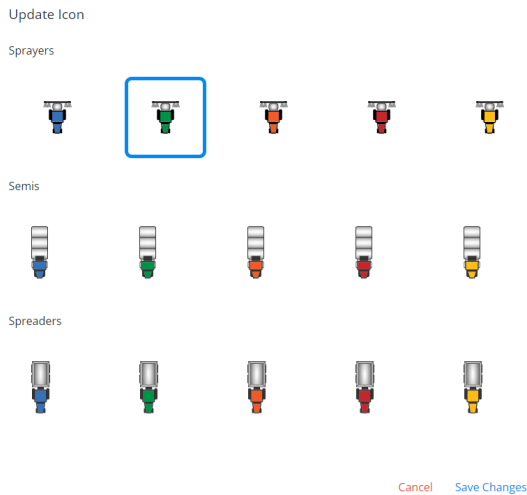 Update Icon
Sprayers
Semis
Spreaders
Cancel
Save Changes